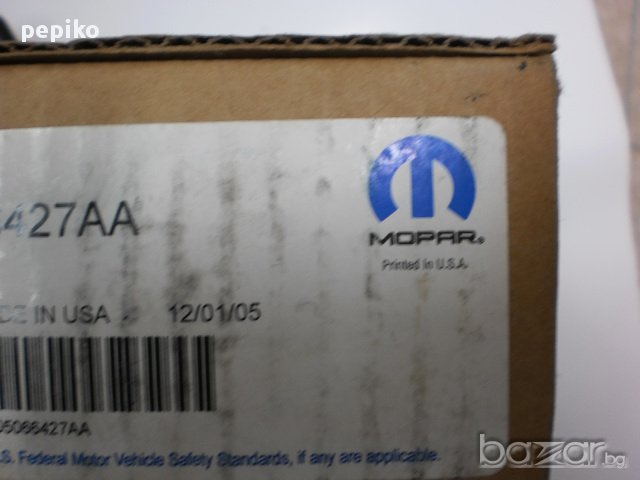 pepiko
427AA
MOPAR®
Printed in U.S.A.
DE IN USA 12/01/05
05066427AA
.S. Federal Motor Vehicle Safety Standards, if any are applicable.
bazar.bg